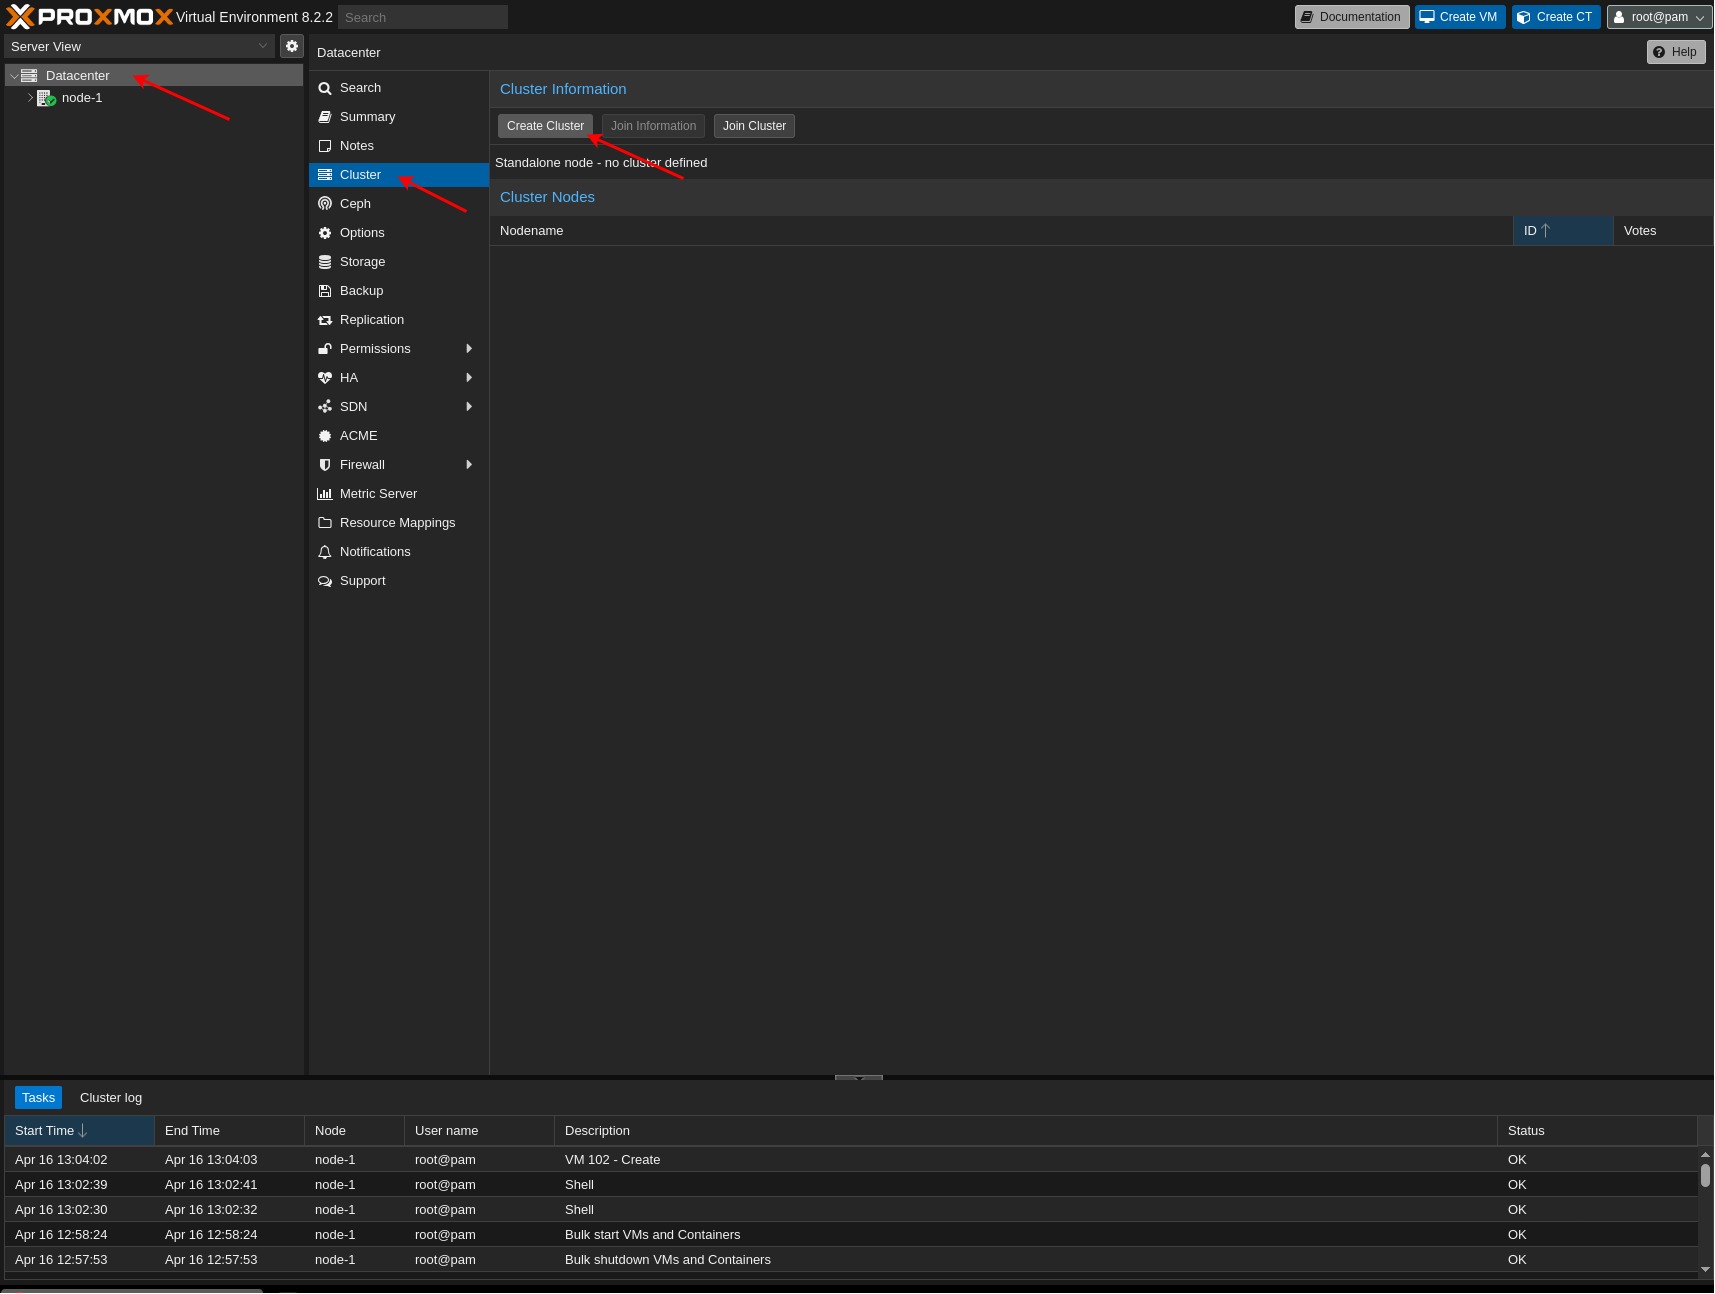 PROXMOX Virtual Environment 8.2.2 Search Documentation Create VM Create CT root@pam
Server View
Datacenter
node-1
Datacenter Help
Search
Summary
Notes
Cluster
Ceph
Options
Storage
Backup
Replication
Permissions
HA
SDN
ACME
Firewall
Metric Server
Resource Mappings
Notifications
Support
Cluster Information
Create Cluster Join Information Join Cluster
Standalone node - no cluster defined
Cluster Nodes
Nodename ID Votes
Tasks Cluster log
Start Time End Time Node User name Description Status
Apr 16 13:04:02 Apr 16 13:04:03 node-1 root@pam VM 102 - Create OK
Apr 16 13:02:39 Apr 16 13:02:41 node-1 root@pam Shell OK
Apr 16 13:02:30 Apr 16 13:02:32 node-1 root@pam Shell OK
Apr 16 12:58:24 Apr 16 12:58:24 node-1 root@pam Bulk start VMs and Containers OK
Apr 16 12:57:53 Apr 16 12:57:53 node-1 root@pam Bulk shutdown VMs and Containers OK